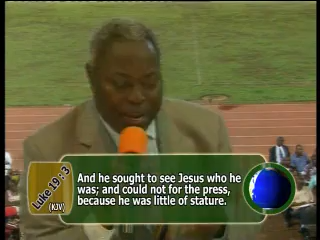 Luke 19 : 3
(KJV)
And he sought to see Jesus who he
was; and could not for the press,
because he was little of stature.